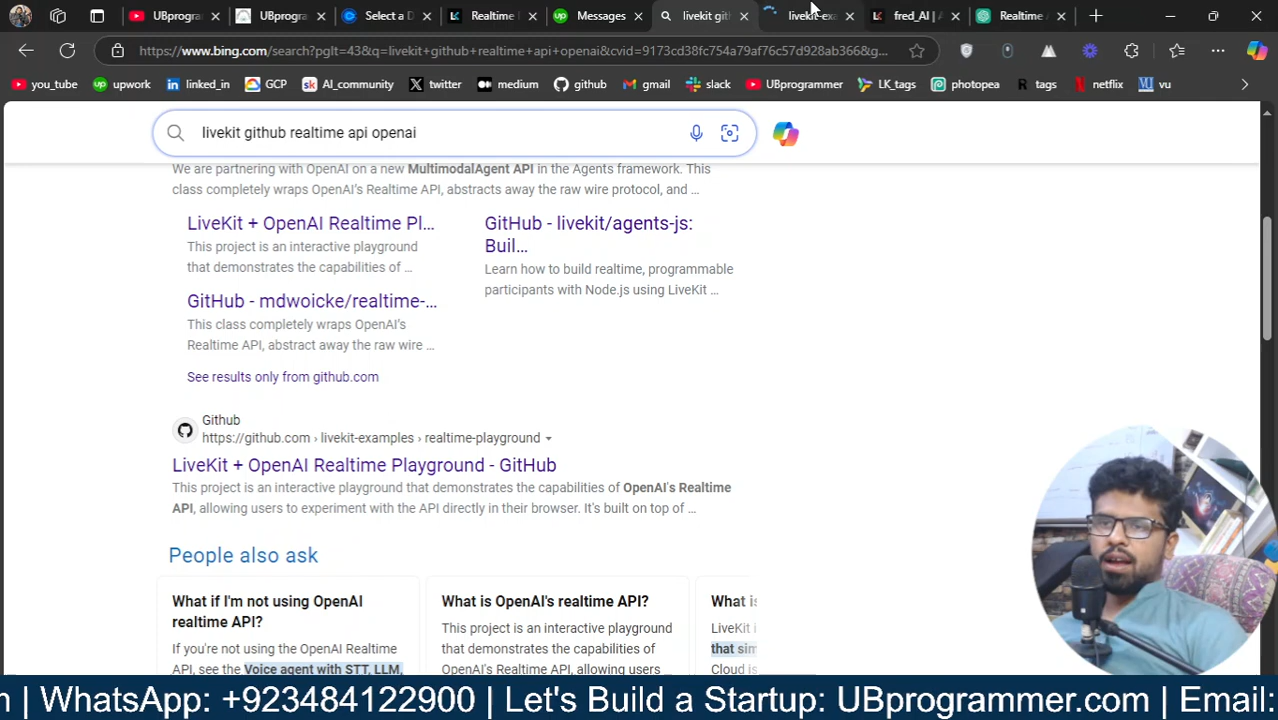 UBprogram
UBprogra
Select a D
Realtime
Messages
livekit git
livekit-exa
fred_AI |
Realtime
https://www.bing.com/search?pglt=43&q=livekit+github+realtime+api+openai&cvid=9173cd38fc754a79af76c57d928ab366&g...
you_tube
upwork
linked_in
GCP
AI_community
twitter
medium
github
gmail
slack
UBprogrammer
LK_tags
photopea
tags
netflix
vu
livekit github realtime api openai
We are partnering with OpenAI on a new MultimodalAgent API in the Agents framework. This
class completely wraps OpenAI's Realtime API, abstracts away the raw wire protocol, and ...
LiveKit + OpenAI Realtime Pl...
This project is an interactive playground
that demonstrates the capabilities of ...
GitHub - livekit/agents-js:
Buil...
Learn how to build realtime, programmable
participants with Node.js using LiveKit ...
GitHub - mdwoicke/realtime-...
This class completely wraps OpenAI's
Realtime API, abstract away the raw wire ...
See results only from github.com
Github
https://github.com › livekit-examples › realtime-playground
LiveKit + OpenAI Realtime Playground - GitHub
This project is an interactive playground that demonstrates the capabilities of OpenAI's Realtime
API, allowing users to experiment with the API directly in their browser. It's built on top of ...
People also ask
What if I'm not using OpenAI
realtime API?
If you're not using the OpenAI Realtime
API, see the Voice agent with STT, LLM,
What is OpenAI's realtime API?
This project is an interactive playground
that demonstrates the capabilities of
OpenAI's Realtime API, allowing users
What is
LiveKit i
that sim
Cloud is
| WhatsApp: +923484122900 | Let's Build a Startup: UBprogrammer.com | Email: